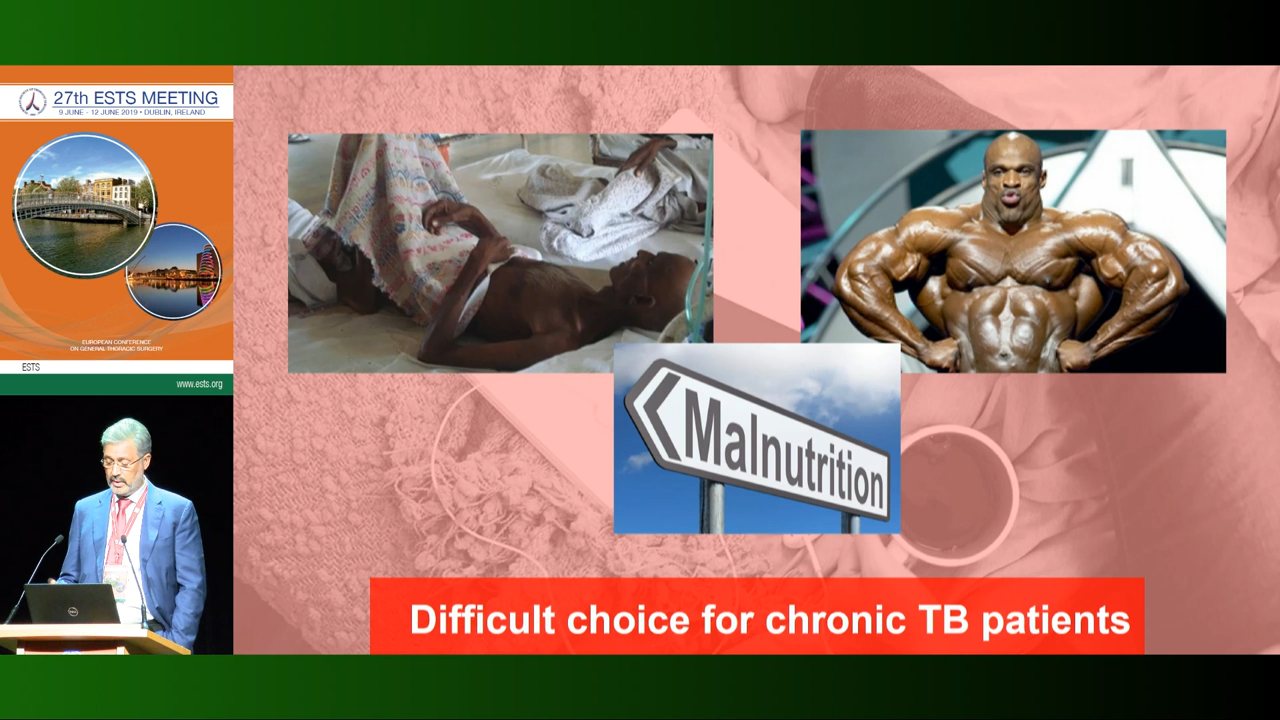 27th ESTS MEETING
9 JUNE - 12 JUNE 2019 • DUBLIN, IRELAND
EUROPEAN CONFERENCE
ON GENERAL THORACIC SURGERY
ESTS
www.ests.org
Malnutrition
Difficult choice for chronic TB patients